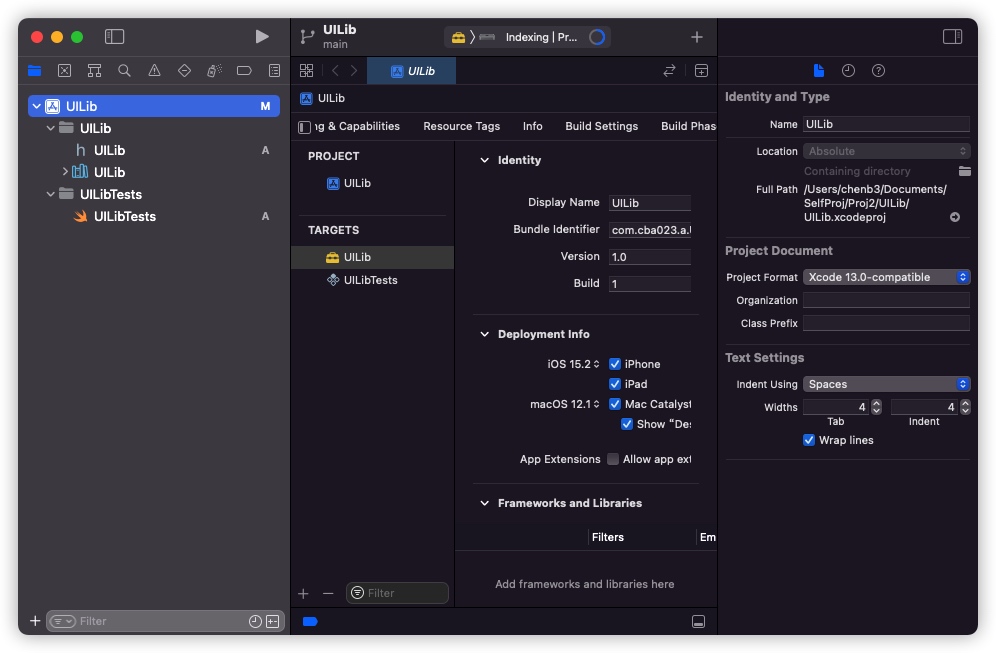 UILib
main
Indexing | Pr...
UILib
UILib M
UILib
UILib A
UILib
UILibTests
UILibTests A
Filter
UILib
ng & Capabilities Resource Tags Info Build Settings Build Phas
PROJECT
UILib
TARGETS
UILib
UILibTests
Filter
Identity
Display Name UILib
Bundle Identifier com.cba023.a.U
Version 1.0
Build 1
Deployment Info
iOS 15.2 iPhone
iPad
macOS 12.1 Mac Catalyst
Show "Des
App Extensions Allow app ext
Frameworks and Libraries
Filters Em
Add frameworks and libraries here
Identity and Type
Name UILib
Location Absolute
Containing directory
Full Path /Users/chenb3/Documents/
SelfProj/Proj2/UILib/
UILib.xcodeproj
Project Document
Project Format Xcode 13.0-compatible
Organization
Class Prefix
Text Settings
Indent Using Spaces
Widths 4 4
Tab Indent
Wrap lines